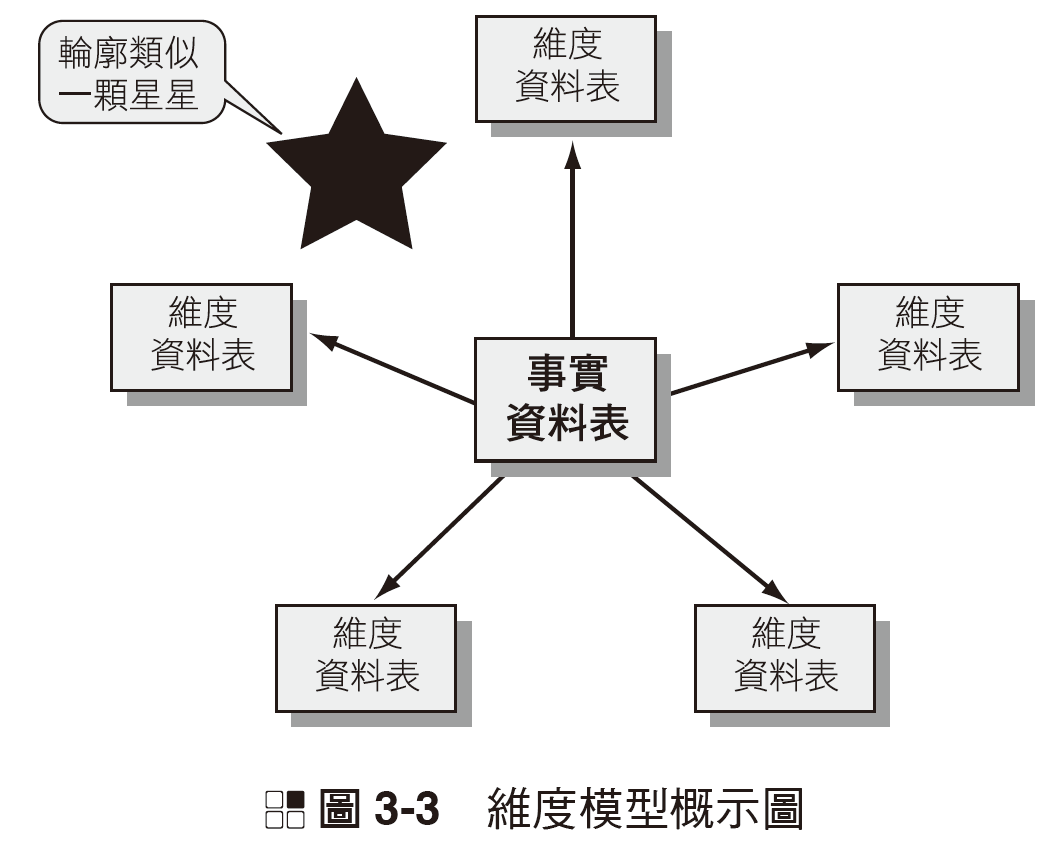 輪廓類似
一顆星星
維度
資料表
維度
資料表
事實
資料表
維度
資料表
維度
資料表
維度
資料表
圖 3-3 維度模型概示圖